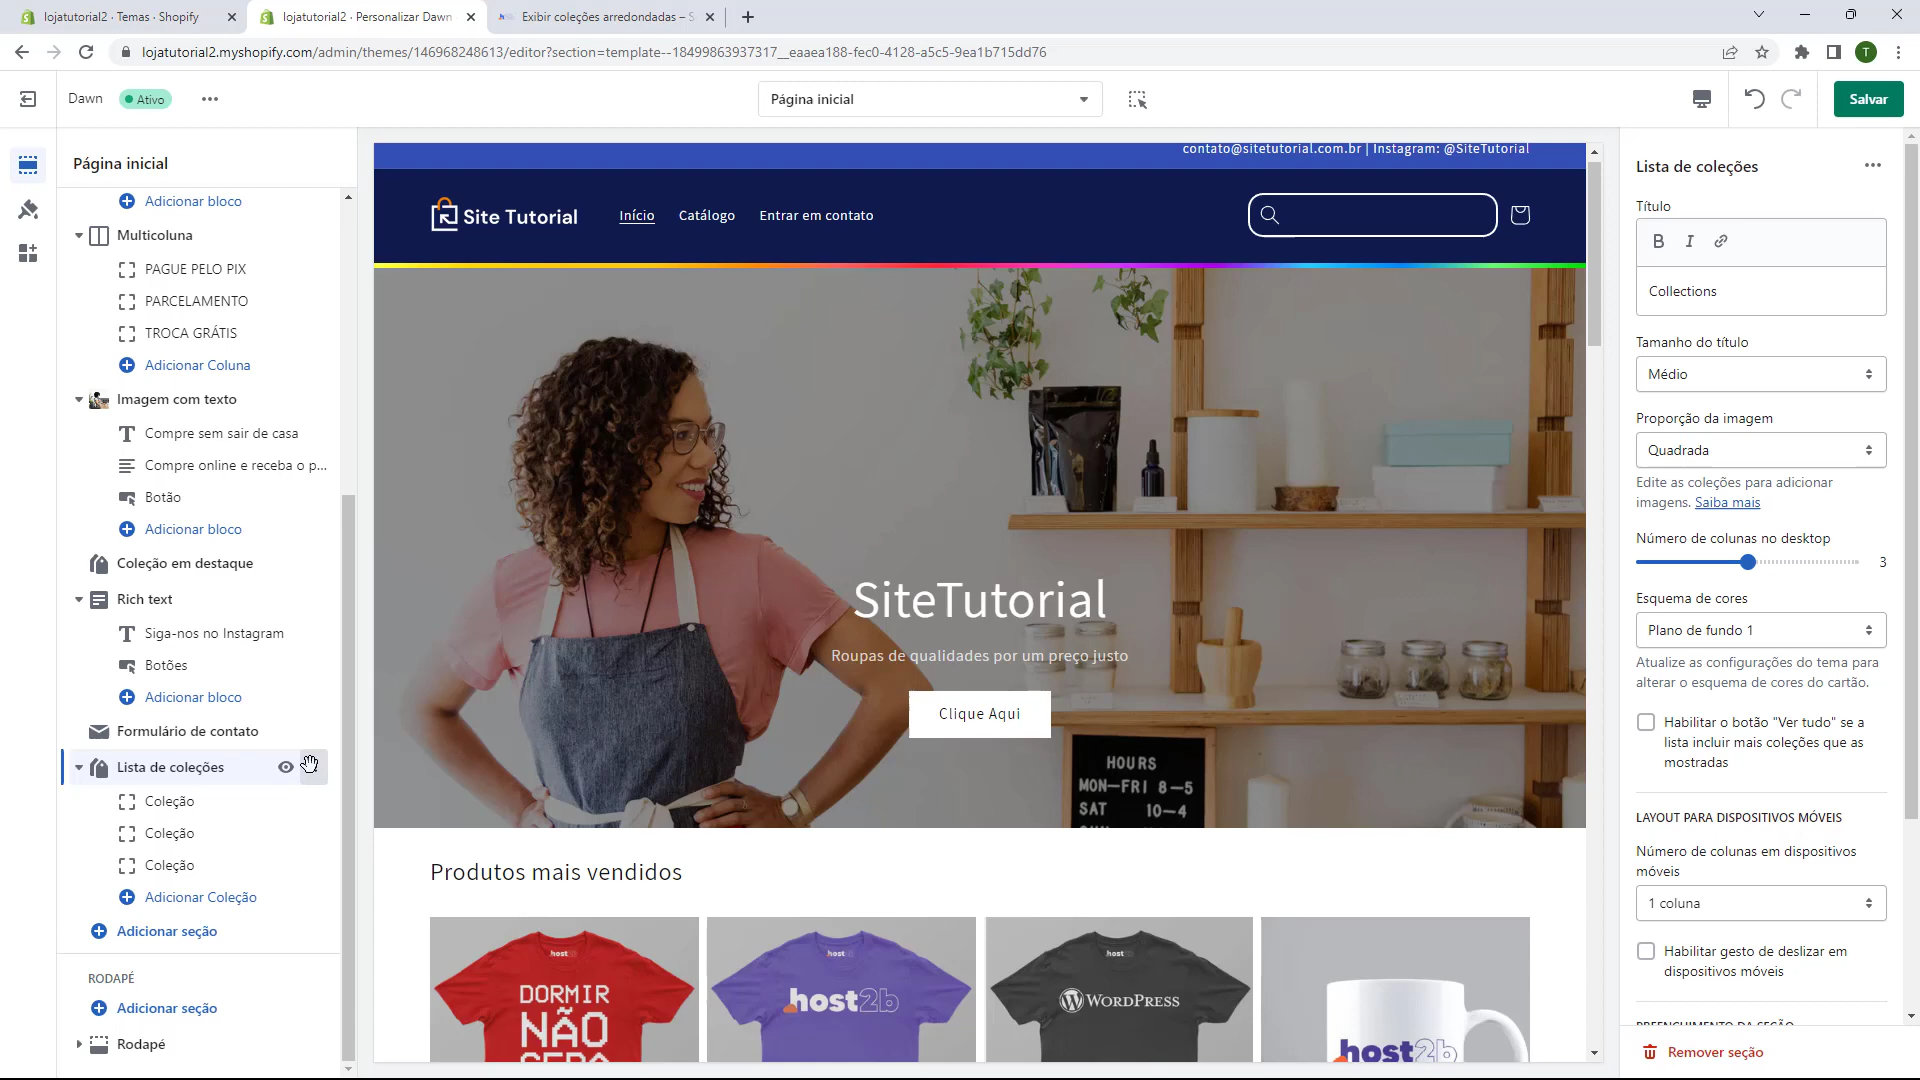 lojatutorial2 · Temas · Shopify
lojatutorial2 · Personalizar Dawn
Exibir coleções arredondadas – S
lojatutorial2.myshopify.com/admin/themes/146968248613/editor?section=template--18499863937317__eaaea188-fec0-4128-a5c5-9ea1b715dd76
T
Dawn
Ativo
Página inicial
Salvar
Página inicial
Adicionar bloco
Multicoluna
PAGUE PELO PIX
PARCELAMENTO
TROCA GRÁTIS
Adicionar Coluna
Imagem com texto
Compre sem sair de casa
Compre online e receba o p...
Botão
Adicionar bloco
Coleção em destaque
Rich text
Siga-nos no Instagram
Botões
Adicionar bloco
Formulário de contato
Lista de coleções
Coleção
Coleção
Coleção
Adicionar Coleção
Adicionar seção
RODAPÉ
Adicionar seção
Rodapé
contato@sitetutorial.com.br | Instagram: @SiteTutorial
Site Tutorial
Início
Catálogo
Entrar em contato
SiteTutorial
Roupas de qualidades por um preço justo
Clique Aqui
HOURS
MON-FRI 8-5
SAT 10-4
Produtos mais vendidos
host
DORMIR
NÃO
SERA
host
host2b
host
WORDPRESS
host2b
Lista de coleções
Título
B I
Collections
Tamanho do título
Médio
Proporção da imagem
Quadrada
Edite as coleções para adicionar
imagens. Saiba mais
Número de colunas no desktop
3
Esquema de cores
Plano de fundo 1
Atualize as configurações do tema para
alterar o esquema de cores do cartão.
Habilitar o botão "Ver tudo" se a
lista incluir mais coleções que as
mostradas
LAYOUT PARA DISPOSITIVOS MÓVEIS
Número de colunas em dispositivos
móveis
1 coluna
Habilitar gesto de deslizar em
dispositivos móveis
PREENCHIMENTO DA SEÇÃO
Remover seção